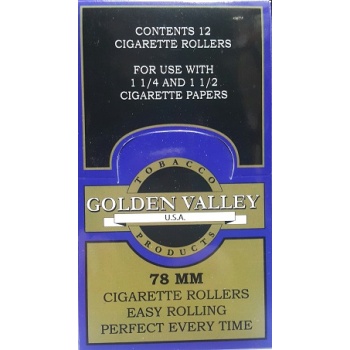 CONTENTS 12
CIGARETTE ROLLERS
FOR USE WITH
1 1/4 AND 1 1/2
CIGARETTE PAPERS
TOBACCO
GOLDEN VALLEY
U.S.A.
PRODUCTS
78 MM
CIGARETTE ROLLERS
EASY ROLLING
PERFECT EVERY TIME